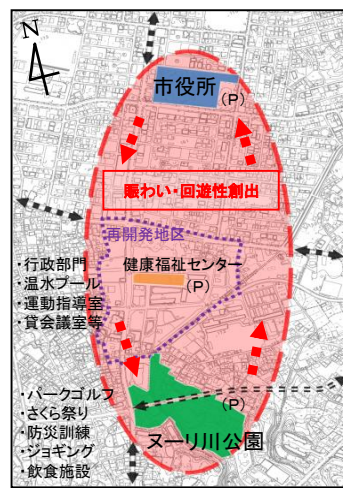 N
市役所
(P)
賑わい・回遊性創出
再開発地区
健康福祉センター
(P)
・行政部門
・温水プール
・運動指導室
・貸会議室等
・パークゴルフ
・さくら祭り
・防災訓練
・ジョギング
・飲食施設
(P)
ヌーリ川公園